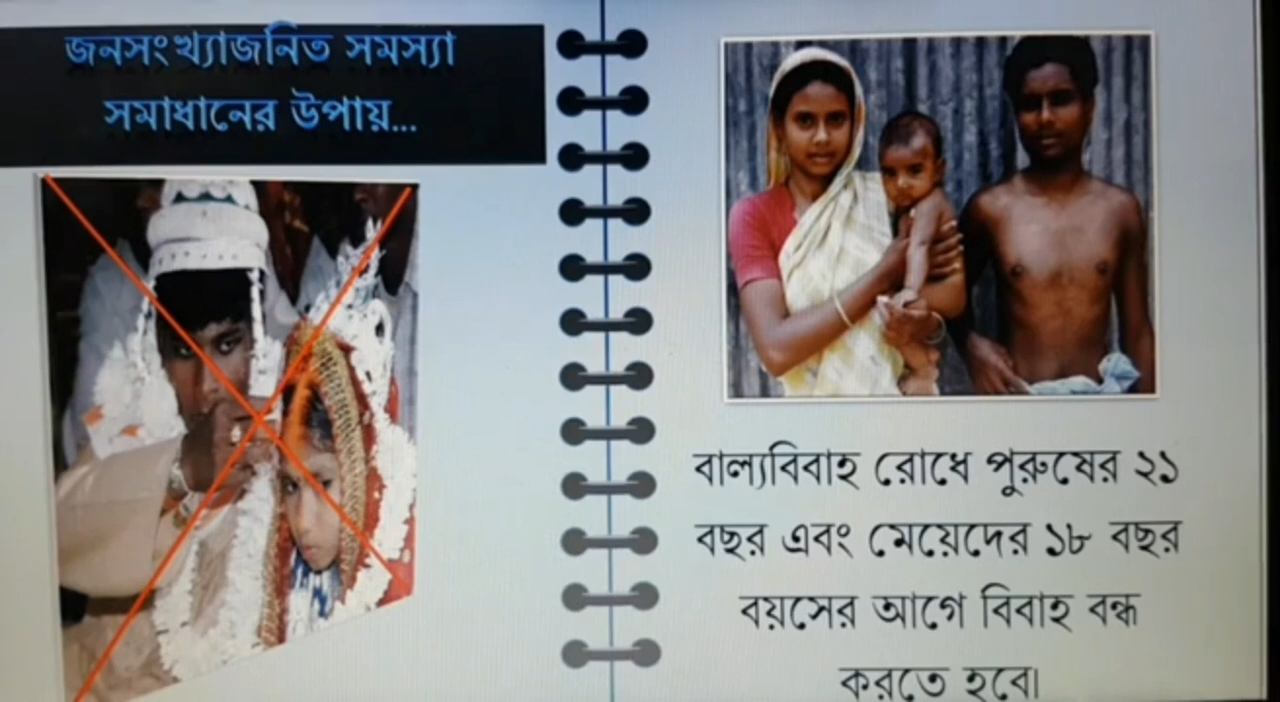 জনসংখ্যাজনিত সমস্যা
সমাধানের উপায়...
বাল্যবিবাহ রোধে পুরুষের ২১
বছর এবং মেয়েদের ১৮ বছর
বয়সের আগে বিবাহ বন্ধ
করতে হবে।